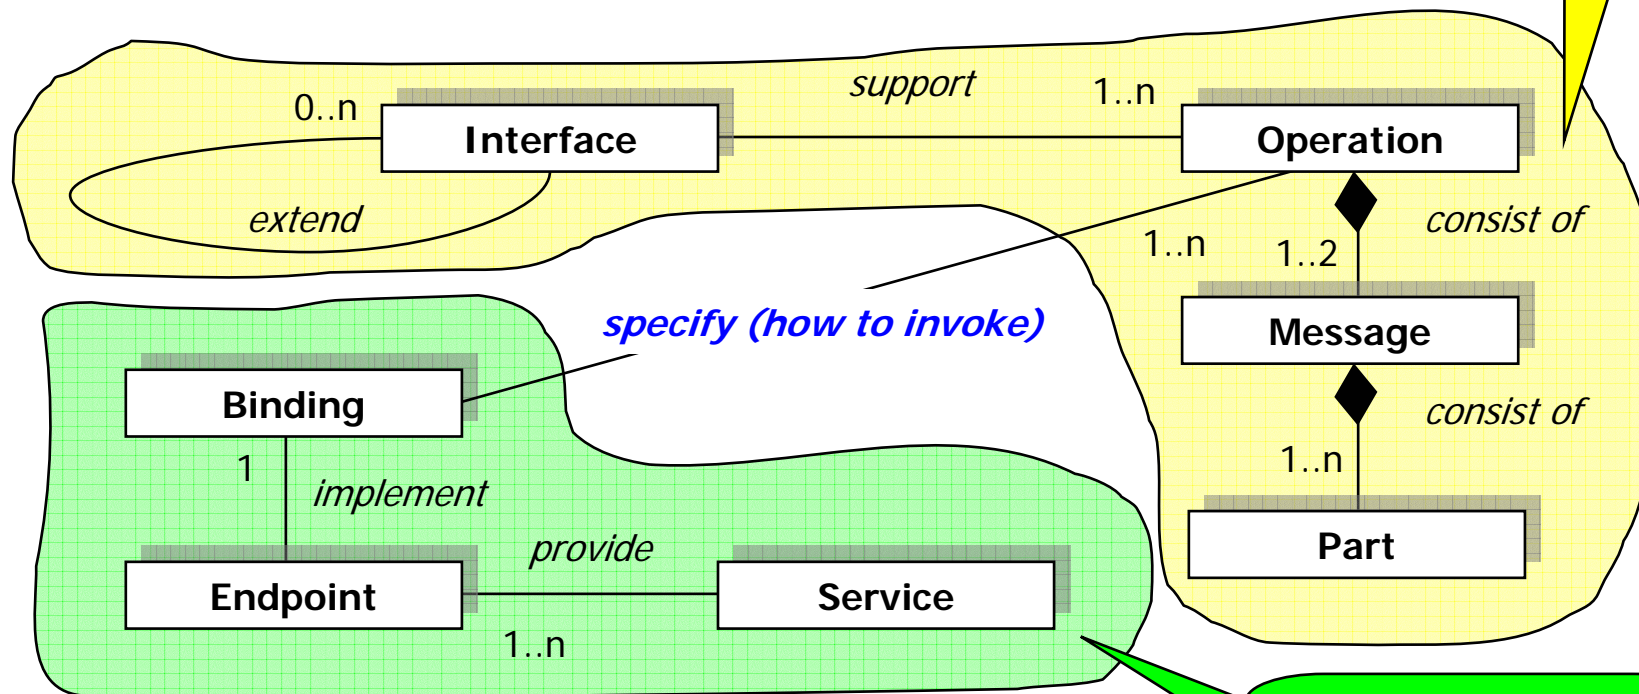 support
0..n
1..n
Interface
Operation
extend
consist of
1..n
1..2
specify (how to invoke)
Message
Binding
consist of
1
1..n
implement
Part
provide
Endpoint
Service
1..n